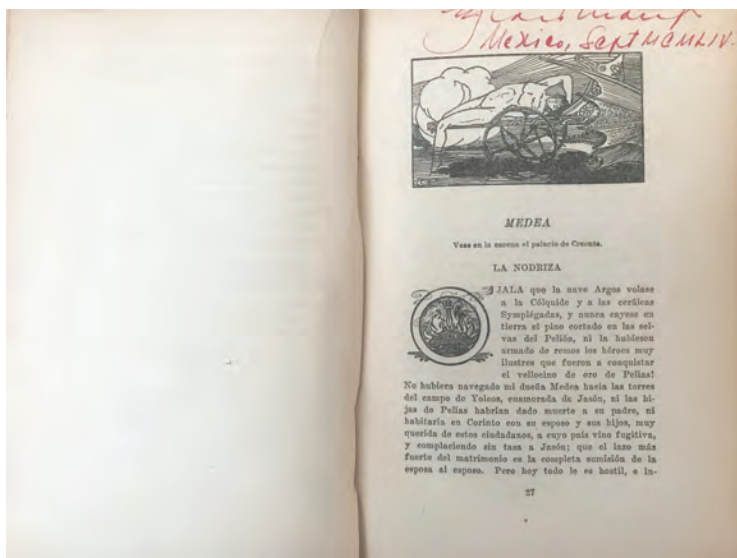 Mexico, Sept MCMLIV.
MEDEA
Vese en la escena el palacio de Creonte.
LA NODRIZA
OJALA que la nave Argos volase
a la Cólquide y a las cerúleas
Symplégadas, y nunca cayese en
tierra el pino cortado en las sel-
vas del Pelión, ni la hubiesen
armado de remos los héroes muy
ilustres que fueron a conquistar
el vellocino de oro de Pelias!
No hubiera navegado mi dueña Medea hacia las torres
del campo de Yolcos, enamorada de Jasón, ni las hi-
jas de Pelias habrían dado muerte a su padre, ni
habitaría en Corinto con su esposo y sus hijos, muy
querida de estos ciudadanos, a cuyo país vino fugitiva,
y complaciendo sin tasa a Jasón; que el lazo más
fuerte del matrimonio es la completa sumisión de la
esposa al esposo. Pero hoy todo le es hostil, e in-
27